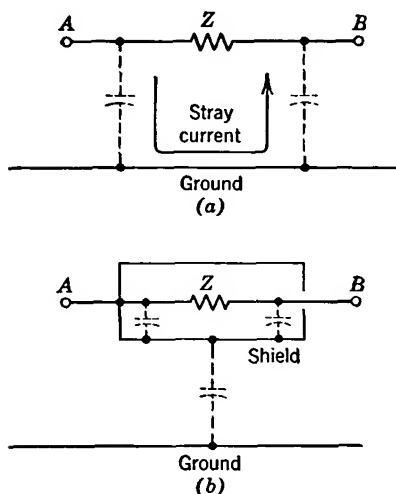 A Z B
Stray
current
Ground
(a)
A Z B
Shield
Ground
(b)